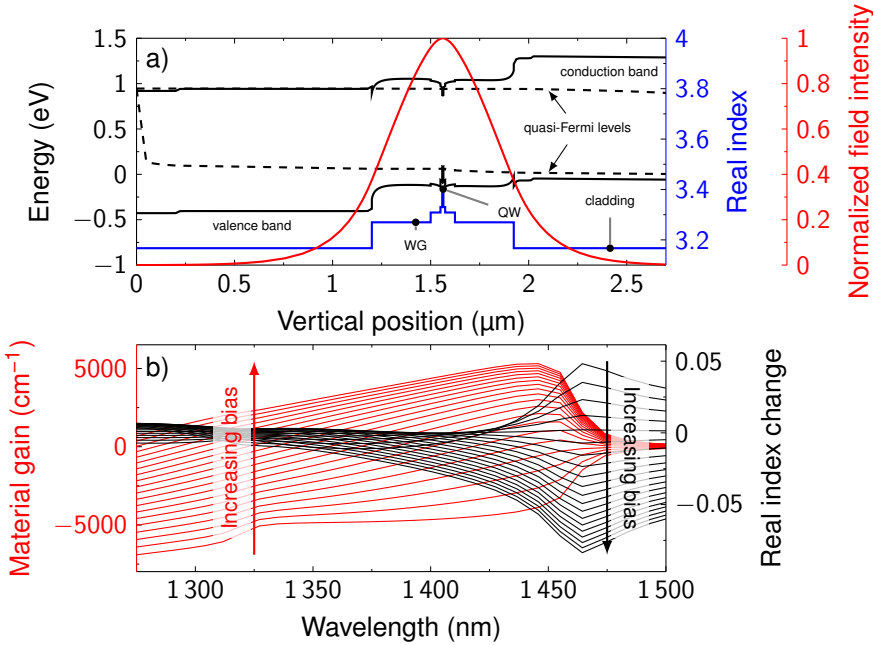 a)
Energy (eV)
1.5
1
0.5
0
−0.5
−1
conduction band
quasi-Fermi levels
valence band
WG
QW
cladding
4
3.8
3.6
3.4
3.2
Real index
1
0.8
0.6
0.4
0.2
0
Normalized field intensity
0
0.5
1
1.5
2
2.5
Vertical position (μm)
b)
Material gain (cm−1)
5000
0
−5000
Increasing bias
Increasing bias
0.05
0
−0.05
Real index change
1 300
1 350
1 400
1 450
1 500
Wavelength (nm)